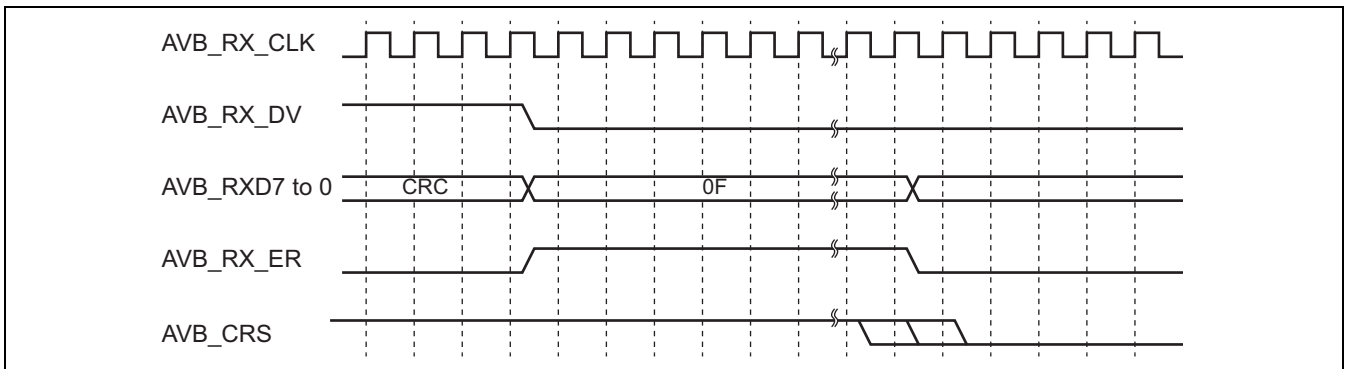 AVB_RX_CLK
AVB_RX_DV
AVB_RXD7 to 0 CRC 0F
AVB_RX_ER
AVB_CRS